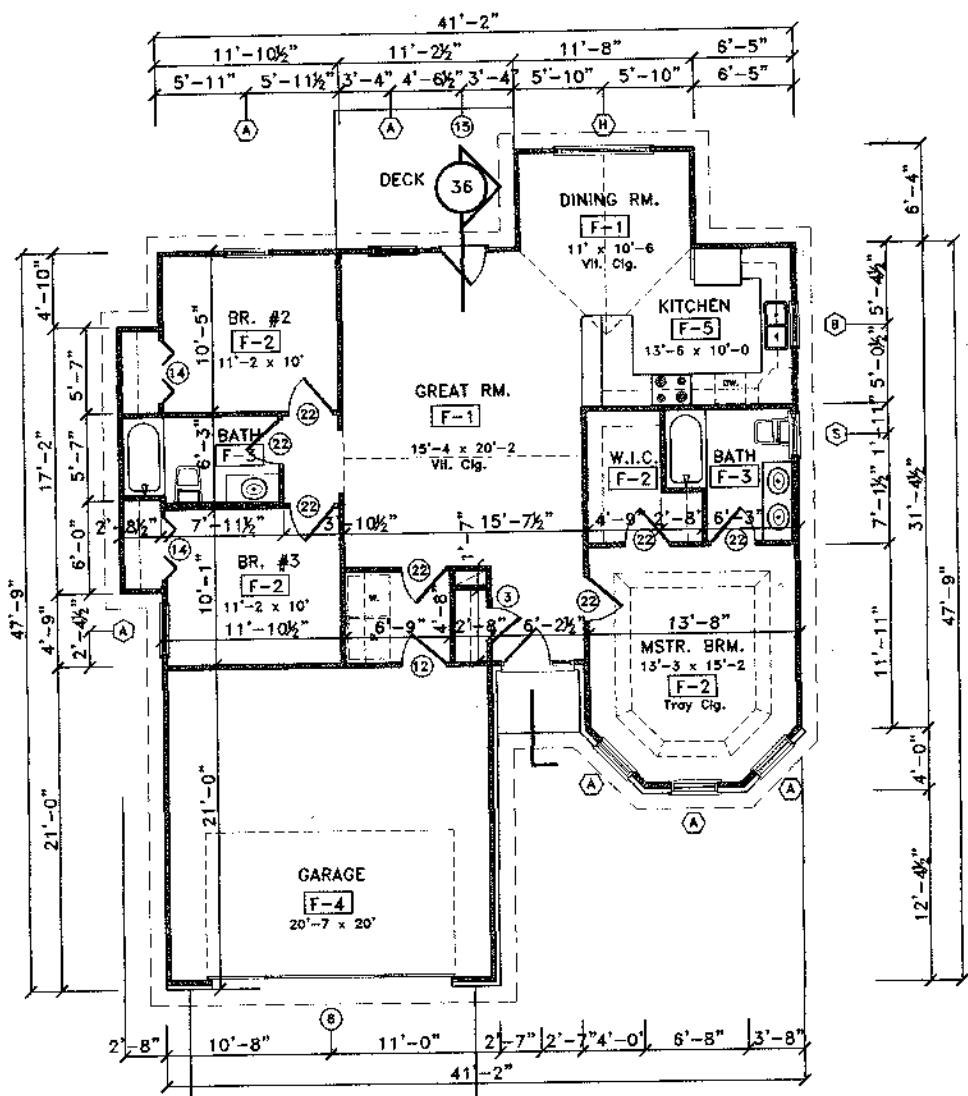 41'-2"
11'-10½" 11'-2½" 11'-8" 6'-5"
5'-11" 5'-11½" 3'-4" 4'-6½" 3'-4" 5'-10" 5'-10" 6'-5"
A A 15 H
DECK 36
DINING RM.
F-1
11' x 10'-6
Vlt. Clg.
6'-4"
4'-10"
5'-4½"
BR. #2
F-2
11'-2 x 10'
10'-5"
KITCHEN
F-5
13'-6 x 10'-0
B
5'-0½"
14
5'-7"
DW.
GREAT RM.
F-1
15'-4 x 20'-2
Vlt. Clg.
22
BATH
F-3
6'-3"
22
W.I.C.
F-2
BATH
F-3
S
1'-11"
17'-2"
5'-7"
7'-1½"
31'-4½"
22
2'-8½" 7'-11½" 3'-10½" 15'-7½" 4'-9" 2'-8" 6'-3"
22 22
6'-0"
14
BR. #3
F-2
11'-2 x 10'
10'-1"
22
4'-8"
W.
3
22
47'-9"
47'-9"
A
4'-9"
2'-4½"
11'-10½" 6'-9" 2'-8" 6'-2½" 13'-8"
12
MSTR. BRM.
13'-3 x 15'-2
F-2
Tray Clg.
11'-11"
4'-0"
A A
A
21'-0"
21'-0"
GARAGE
F-4
20'-7 x 20'
12'-4½"
8
2'-8" 10'-8" 11'-0" 2'-7" 2'-7" 4'-0" 6'-8" 3'-8"
41'-2"